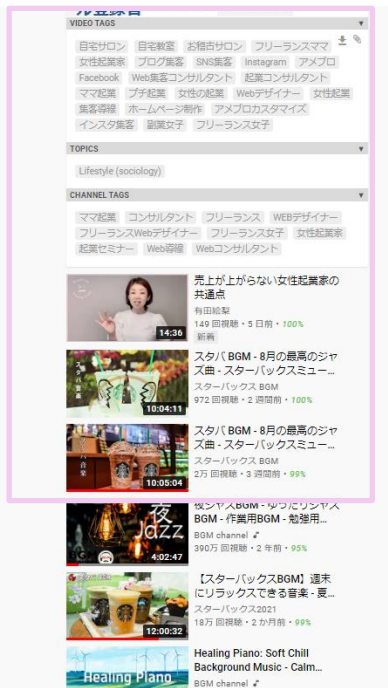 ル登録者
VIDEO TAGS
自宅サロン 自宅教室 お稽古サロン フリーランスママ
女性起業家 ブログ集客 SNS集客 Instagram アメブロ
Facebook Web集客コンサルタント 起業コンサルタント
ママ起業 プチ起業 女性の起業 Webデザイナー 女性起業
集客導線 ホームページ制作 アメブロカスタマイズ
インスタ集客 副業女子 フリーランス女子
TOPICS
Lifestyle (sociology)
CHANNEL TAGS
ママ起業 コンサルタント フリーランス WEBデザイナー
フリーランスWebデザイナー フリーランス女子 女性起業家
起業セミナー Web導線 Webコンサルタント
売上が上がらない女性起業家の
共通点
有田絵梨
149 回視聴・5 日前・100%
新着
14:36
スタバ BGM - 8月の最高のジャ
ズ曲 - スターバックスミュー...
スターバックス BGM
972 回視聴・2 週間前・100%
10:04:11
スタバ BGM - 8月の最高のジャ
ズ曲 - スターバックスミュー...
スターバックス BGM
2万 回視聴・3 週間前・99%
10:05:04
夜ジャズBGM - ゆったりジャズ
BGM - 作業用BGM - 勉強用...
BGM channel
390万 回視聴・2 年前・95%
夜
Jazz
4:02:47
【スターバックスBGM】週末
にリラックスできる音楽 - 夏...
スターバックス2021
18万 回視聴・2 か月前・99%
12:00:32
Healing Piano: Soft Chill
Background Music - Calm...
BGM channel
Healing Piano